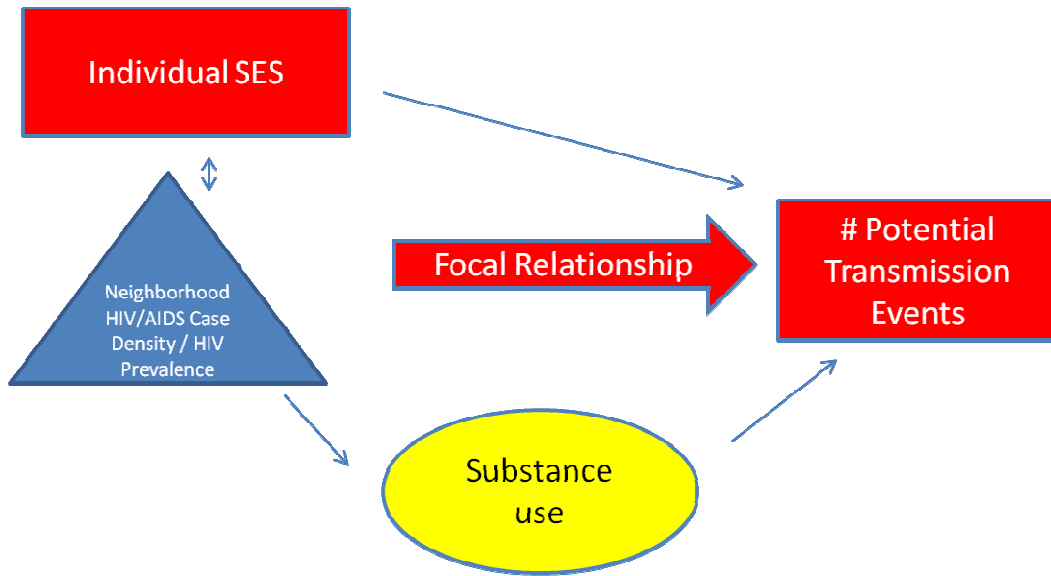 Individual SES
Neighborhood
HIV/AIDS Case
Density / HIV
Prevalence
Focal Relationship
# Potential
Transmission
Events
Substance
use